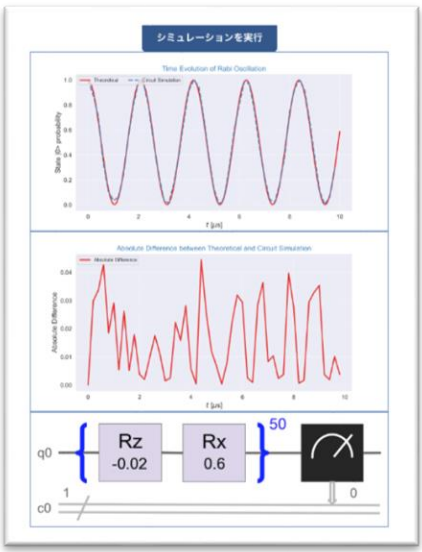 シミュレーションを実行
Time Evolution of Rabi Oscillation
Theoretical
Circuit Simulation
State |0> probability
1.0
0.8
0.6
0.4
0.2
0.0
0 2 4 6 8 10
t [μs]
Absolute Difference between Theoretical and Circuit Simulation
Absolute Difference
Absolute Difference
0.04
0.03
0.02
0.01
0.00
0 2 4 6 8 10
t [μs]
50
Rz
-0.02
Rx
0.6
q0
1
0
c0